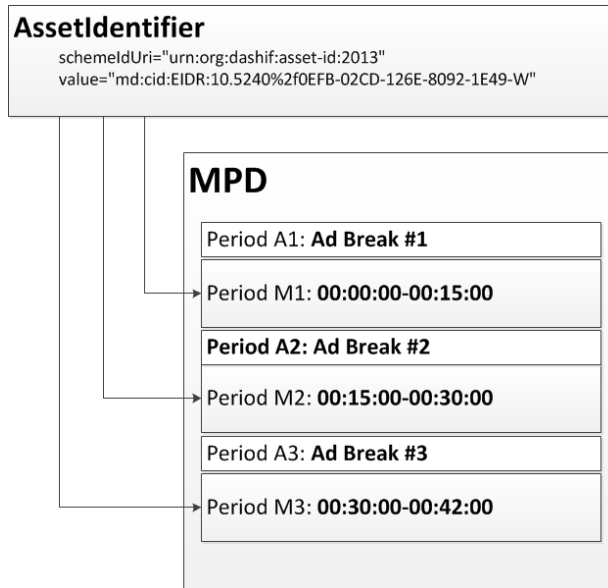 AssetIdentifier
schemeIdUri="urn:org:dashif:asset-id:2013"
value="md:cid:EIDR:10.5240%2f0EFB-02CD-126E-8092-1E49-W"
MPD
Period A1: Ad Break #1
Period M1: 00:00:00-00:15:00
Period A2: Ad Break #2
Period M2: 00:15:00-00:30:00
Period A3: Ad Break #3
Period M3: 00:30:00-00:42:00